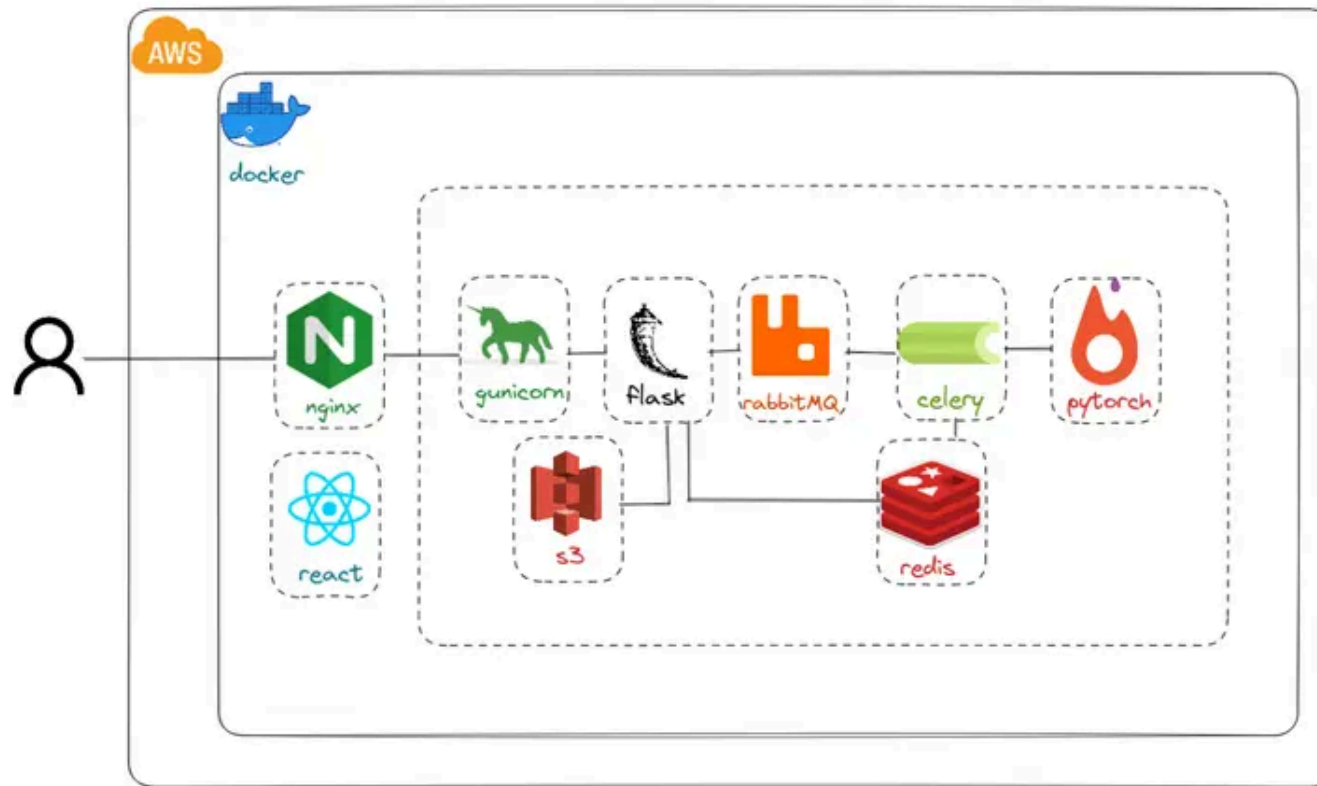 AWS
docker
nginx
gunicorn
flask
rabbitMQ
celery
pytorch
react
s3
redis